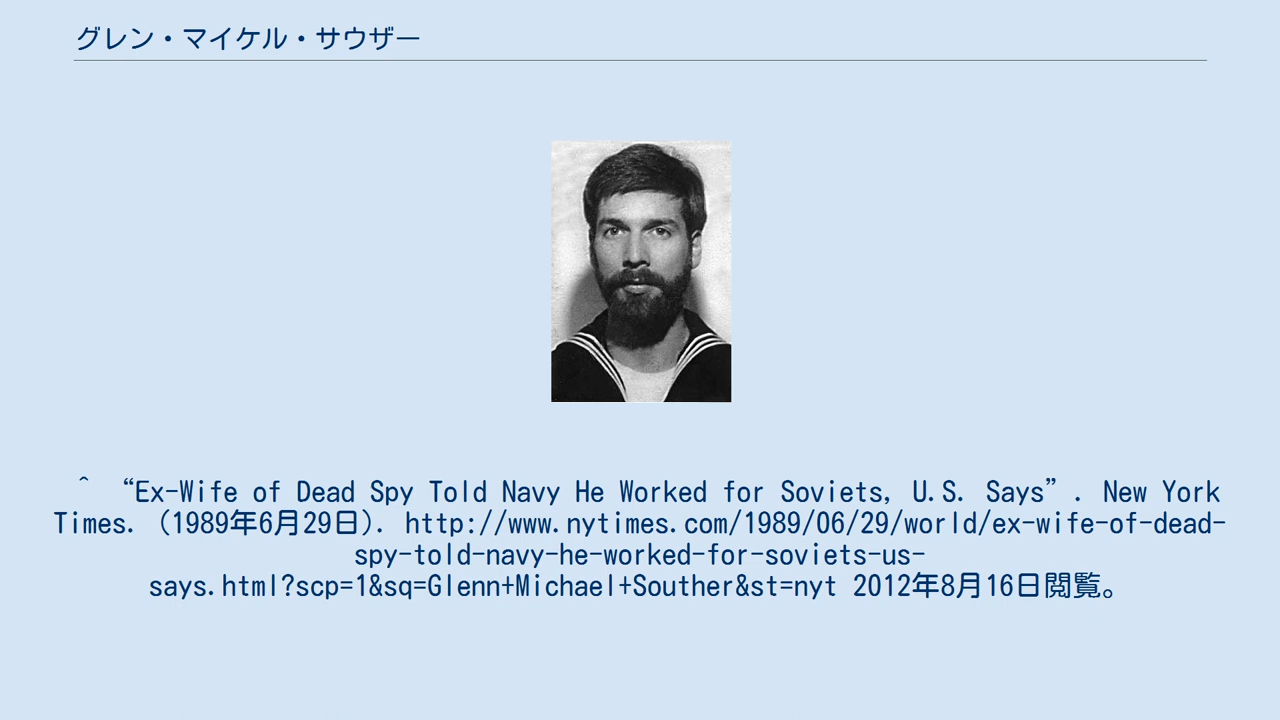 グレン・マイケル・サウザー
^ “Ex-Wife of Dead Spy Told Navy He Worked for Soviets, U.S. Says”. New York
Times. (1989年6月29日). http://www.nytimes.com/1989/06/29/world/ex-wife-of-dead-
spy-told-navy-he-worked-for-soviets-us-
says.html?scp=1&sq=Glenn+Michael+Souther&st=nyt 2012年8月16日閲覧。